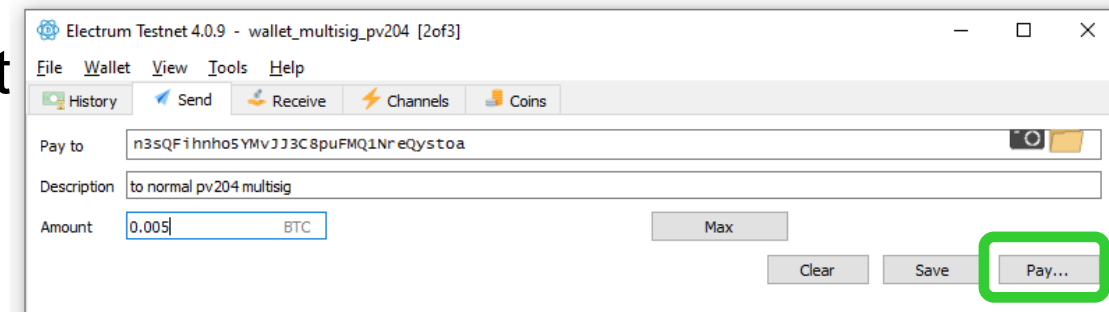 Electrum Testnet 4.0.9 - wallet_multisig_pv204 [2of3]
t
File Wallet View Tools Help
History Send Receive Channels Coins
Pay to n3sQFihnho5YMvJJ3C8puFMQ1NreQystoa
Description to normal pv204 multisig
Amount 0.005 BTC Max
Clear Save Pay...